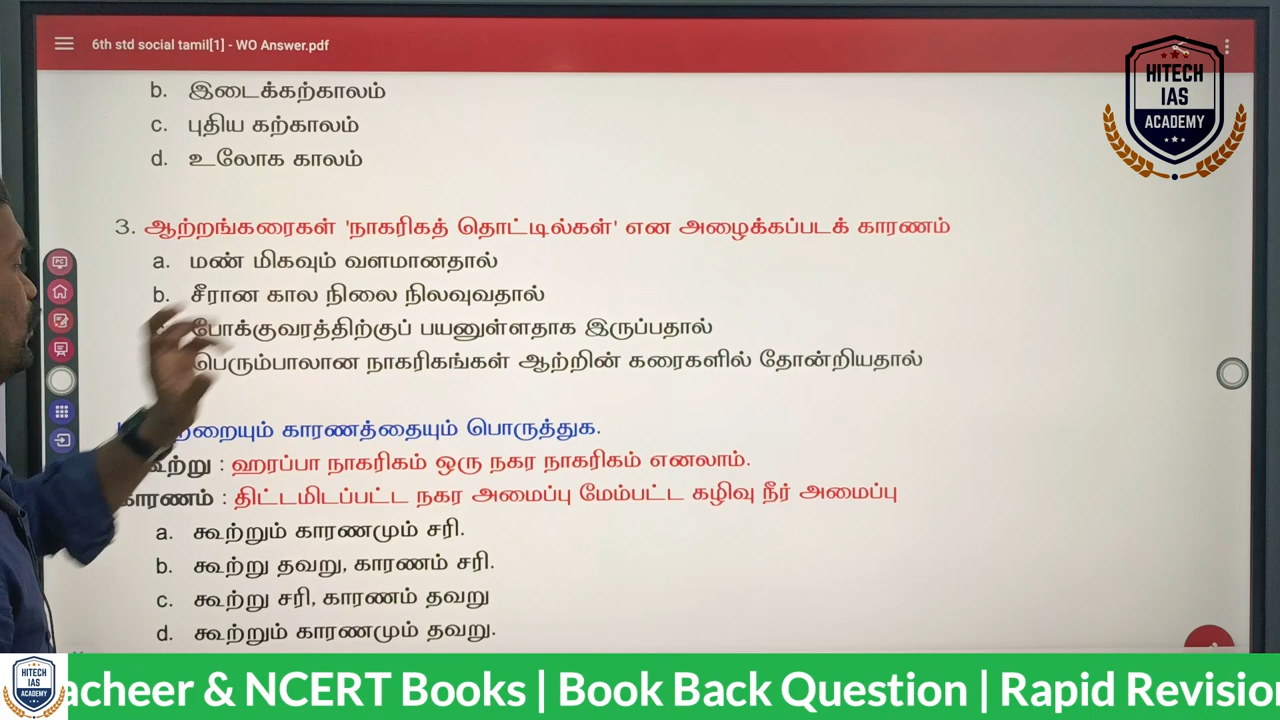 6th std social tamil[1] - WO Answer.pdf
HITECH
IAS
ACADEMY
b. இடைக்கற்காலம்
c. புதிய கற்காலம்
d. உலோக காலம்
3. ஆற்றங்கரைகள் 'நாகரிகத் தொட்டில்கள்' என அழைக்கப்படக் காரணம்
a. மண் மிகவும் வளமானதால்
b. சீரான கால நிலை நிலவுவதால்
போக்குவரத்திற்குப் பயனுள்ளதாக இருப்பதால்
பெரும்பாலான நாகரிகங்கள் ஆற்றின் கரைகளில் தோன்றியதால்
காரணத்தையும் பொருத்துக.
: ஹரப்பா நாகரிகம் ஒரு நகர நாகரிகம் எனலாம்.
காரணம் : திட்டமிடப்பட்ட நகர அமைப்பு மேம்பட்ட கழிவு நீர் அமைப்பு
a. கூற்றும் காரணமும் சரி.
b. கூற்று தவறு, காரணம் சரி.
c. கூற்று சரி, காரணம் தவறு
d. கூற்றும் காரணமும் தவறு.
HITECH
IAS
ACADEMY
acheer & NCERT Books | Book Back Question | Rapid Revision